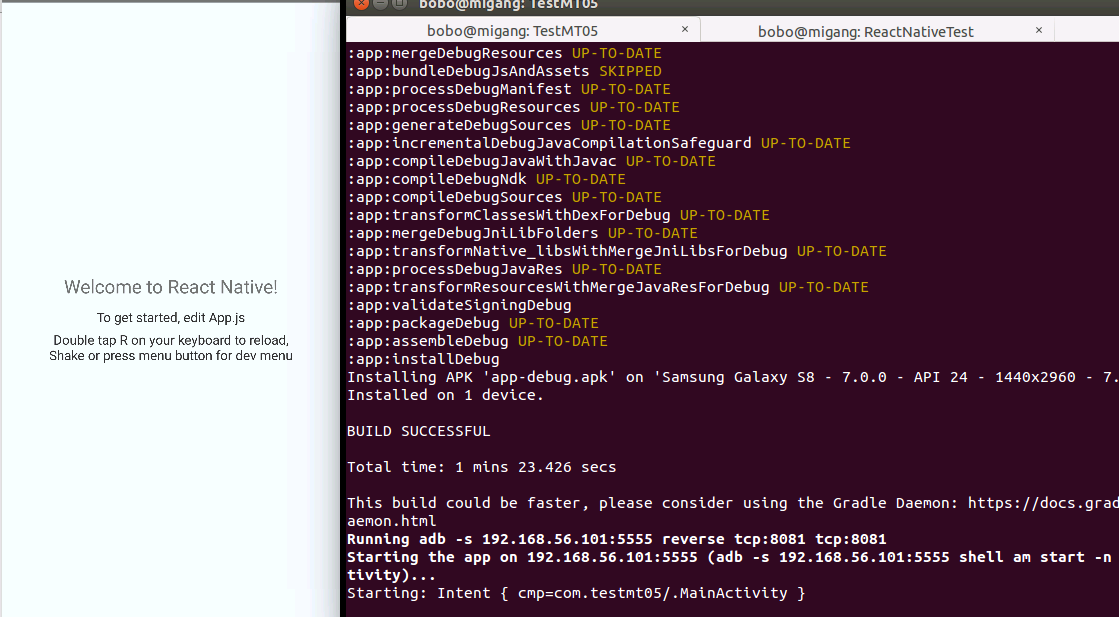 Welcome to React Native!
To get started, edit App.js
Double tap R on your keyboard to reload,
Shake or press menu button for dev menu
bobo@migang: TestMT05
bobo@migang: TestMT05 ×
bobo@migang: ReactNativeTest ×
:app:mergeDebugResources UP-TO-DATE
:app:bundleDebugJsAndAssets SKIPPED
:app:processDebugManifest UP-TO-DATE
:app:processDebugResources UP-TO-DATE
:app:generateDebugSources UP-TO-DATE
:app:incrementalDebugJavaCompilationSafeguard UP-TO-DATE
:app:compileDebugJavaWithJavac UP-TO-DATE
:app:compileDebugNdk UP-TO-DATE
:app:compileDebugSources UP-TO-DATE
:app:transformClassesWithDexForDebug UP-TO-DATE
:app:mergeDebugJniLibFolders UP-TO-DATE
:app:transformNative_libsWithMergeJniLibsForDebug UP-TO-DATE
:app:processDebugJavaRes UP-TO-DATE
:app:transformResourcesWithMergeJavaResForDebug UP-TO-DATE
:app:validateSigningDebug
:app:packageDebug UP-TO-DATE
:app:assembleDebug UP-TO-DATE
:app:installDebug
Installing APK 'app-debug.apk' on 'Samsung Galaxy S8 - 7.0.0 - API 24 - 1440x2960 - 7.
Installed on 1 device.
BUILD SUCCESSFUL
Total time: 1 mins 23.426 secs
This build could be faster, please consider using the Gradle Daemon: https://docs.grad
aemon.html
Running adb -s 192.168.56.101:5555 reverse tcp:8081 tcp:8081
Starting the app on 192.168.56.101:5555 (adb -s 192.168.56.101:5555 shell am start -n
tivity)...
Starting: Intent { cmp=com.testmt05/.MainActivity }